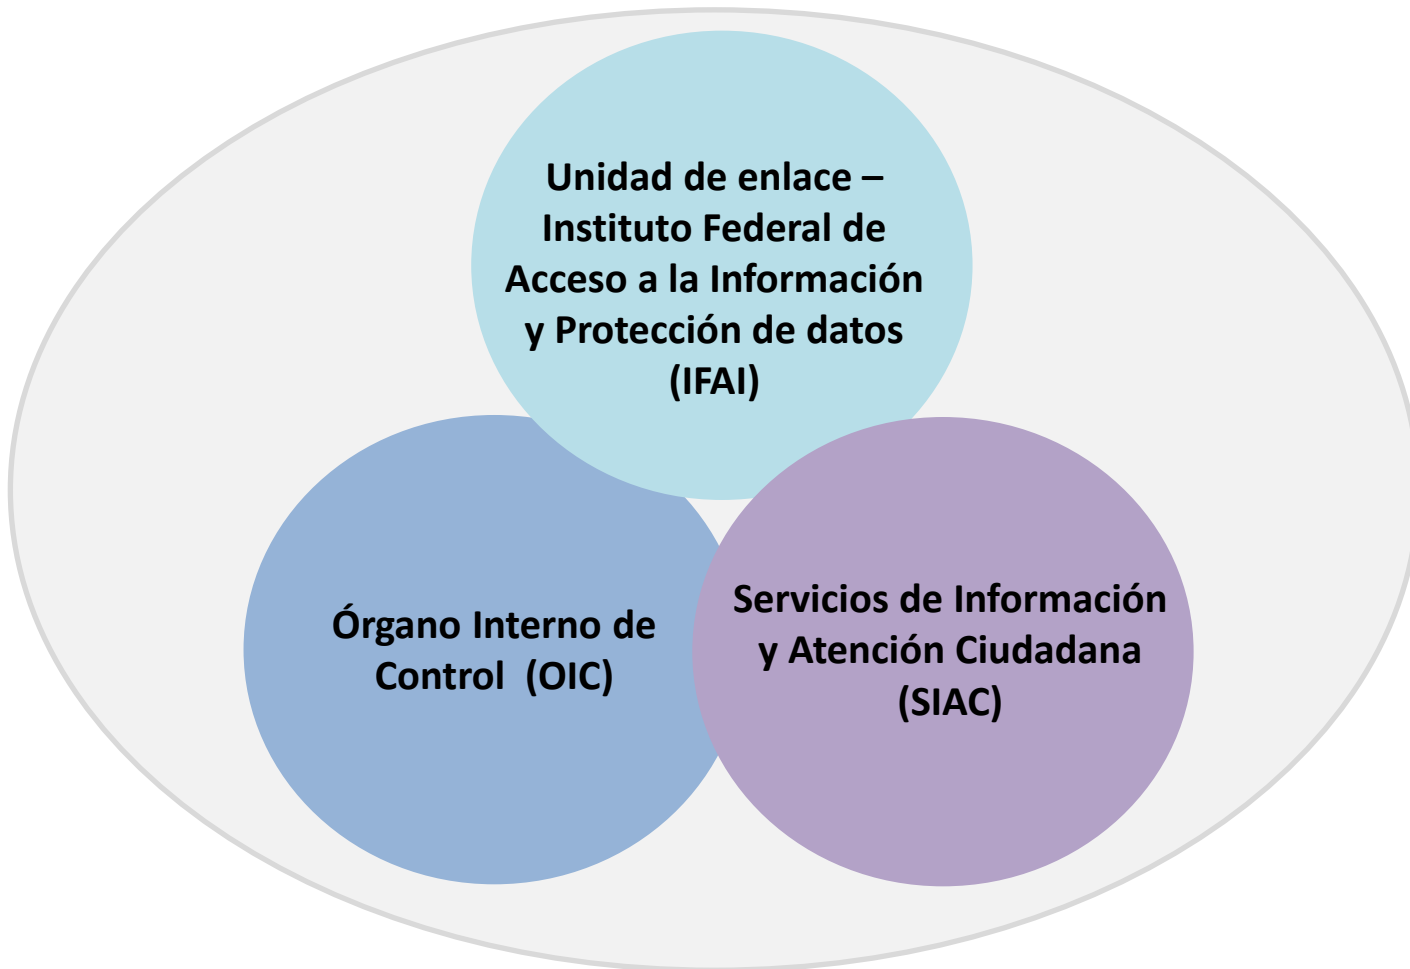 Unidad de enlace –
Instituto Federal de
Acceso a la Información
y Protección de datos
(IFAI)
Órgano Interno de
Control  (OIC)
Servicios de Información
y Atención Ciudadana
(SIAC)